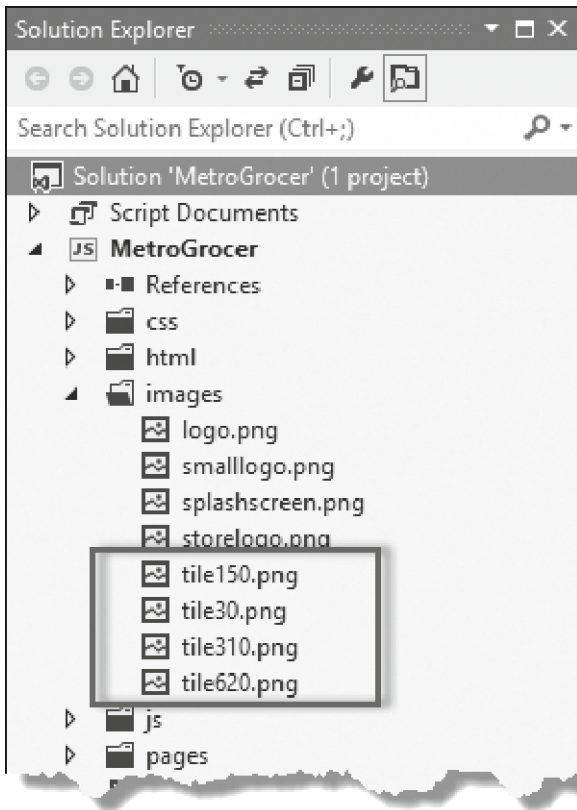 Solution Explorer
Search Solution Explorer (Ctrl+;)
Solution 'MetroGrocer' (1 project)
Script Documents
JS MetroGrocer
References
css
html
images
logo.png
smalllogo.png
splashscreen.png
storelogo.png
tile150.png
tile30.png
tile310.png
tile620.png
js
pages